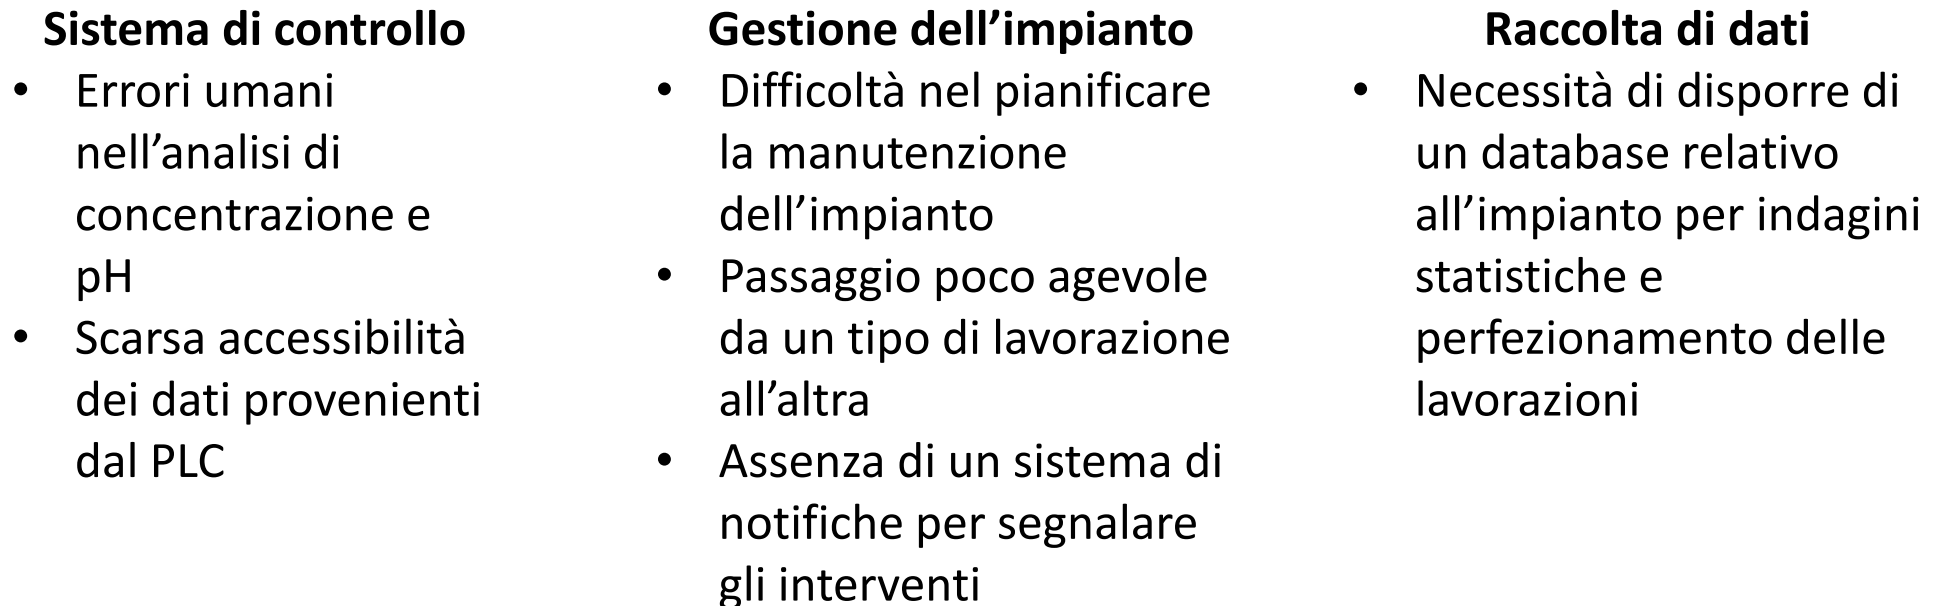 Sistema di controllo
• Errori umani
nell’analisi di
concentrazione e
pH
• Scarsa accessibilità
dei dati provenienti
dal PLC
Gestione dell’impianto
• Difficoltà nel pianificare
la manutenzione
dell’impianto
• Passaggio poco agevole
da un tipo di lavorazione
all’altra
• Assenza di un sistema di
notifiche per segnalare
gli interventi
Raccolta di dati
• Necessità di disporre di
un database relativo
all’impianto per indagini
statistiche e
perfezionamento delle
lavorazioni